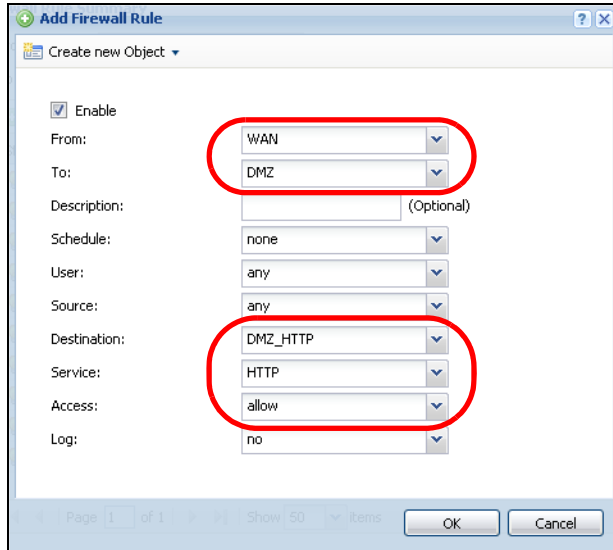 Add Firewall Rule
Create new Object
Enable
From: WAN
To: DMZ
Description: (Optional)
Schedule: none
User: any
Source: any
Destination: DMZ_HTTP
Service: HTTP
Access: allow
Log: no
Page 1 of 1 Show 50 items
OK Cancel